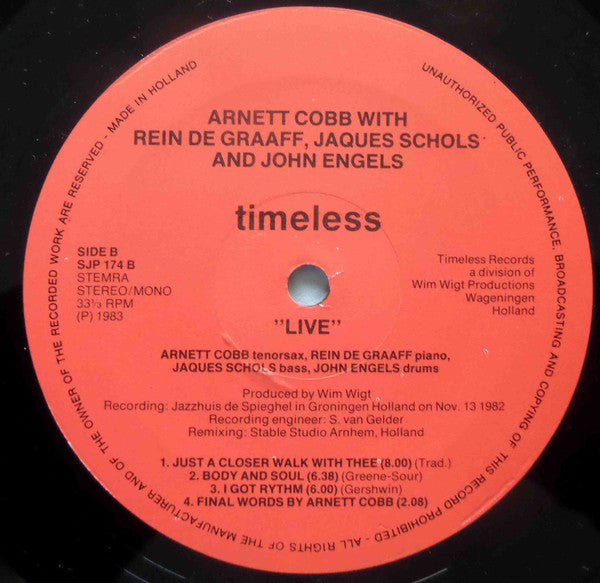 ARNETT COBB WITH
REIN DE GRAAFF, JAQUES SCHOLS
AND JOHN ENGELS
timeless
SIDE B
SJP 174 B
STEMRA
STEREO/MONO
33⅓ RPM
(P) 1983
Timeless Records
a division of
Wim Wigt Productions
Wageningen
Holland
"LIVE"
ARNETT COBB tenorsax, REIN DE GRAAFF piano,
JAQUES SCHOLS bass, JOHN ENGELS drums
Produced by Wim Wigt
Recording: Jazzhuis de Spieghel in Groningen Holland on Nov. 13 1982
Recording engineer: S. van Gelder
Remixing: Stable Studio Arnhem, Holland
1. JUST A CLOSER WALK WITH THEE (8.00) (Trad.)
2. BODY AND SOUL (6.38) (Greene-Sour)
3. I GOT RYTHM (6.00) (Gershwin)
4. FINAL WORDS BY ARNETT COBB (2.08)
UNAUTHORIZED PUBLIC PERFORMANCE, BROADCASTING AND COPYING OF THIS RECORD PROHIBITED - ALL RIGHTS OF THE MANUFACTURER AND OF THE OWNER OF THE RECORDED WORK ARE RESERVED - MADE IN HOLLAND